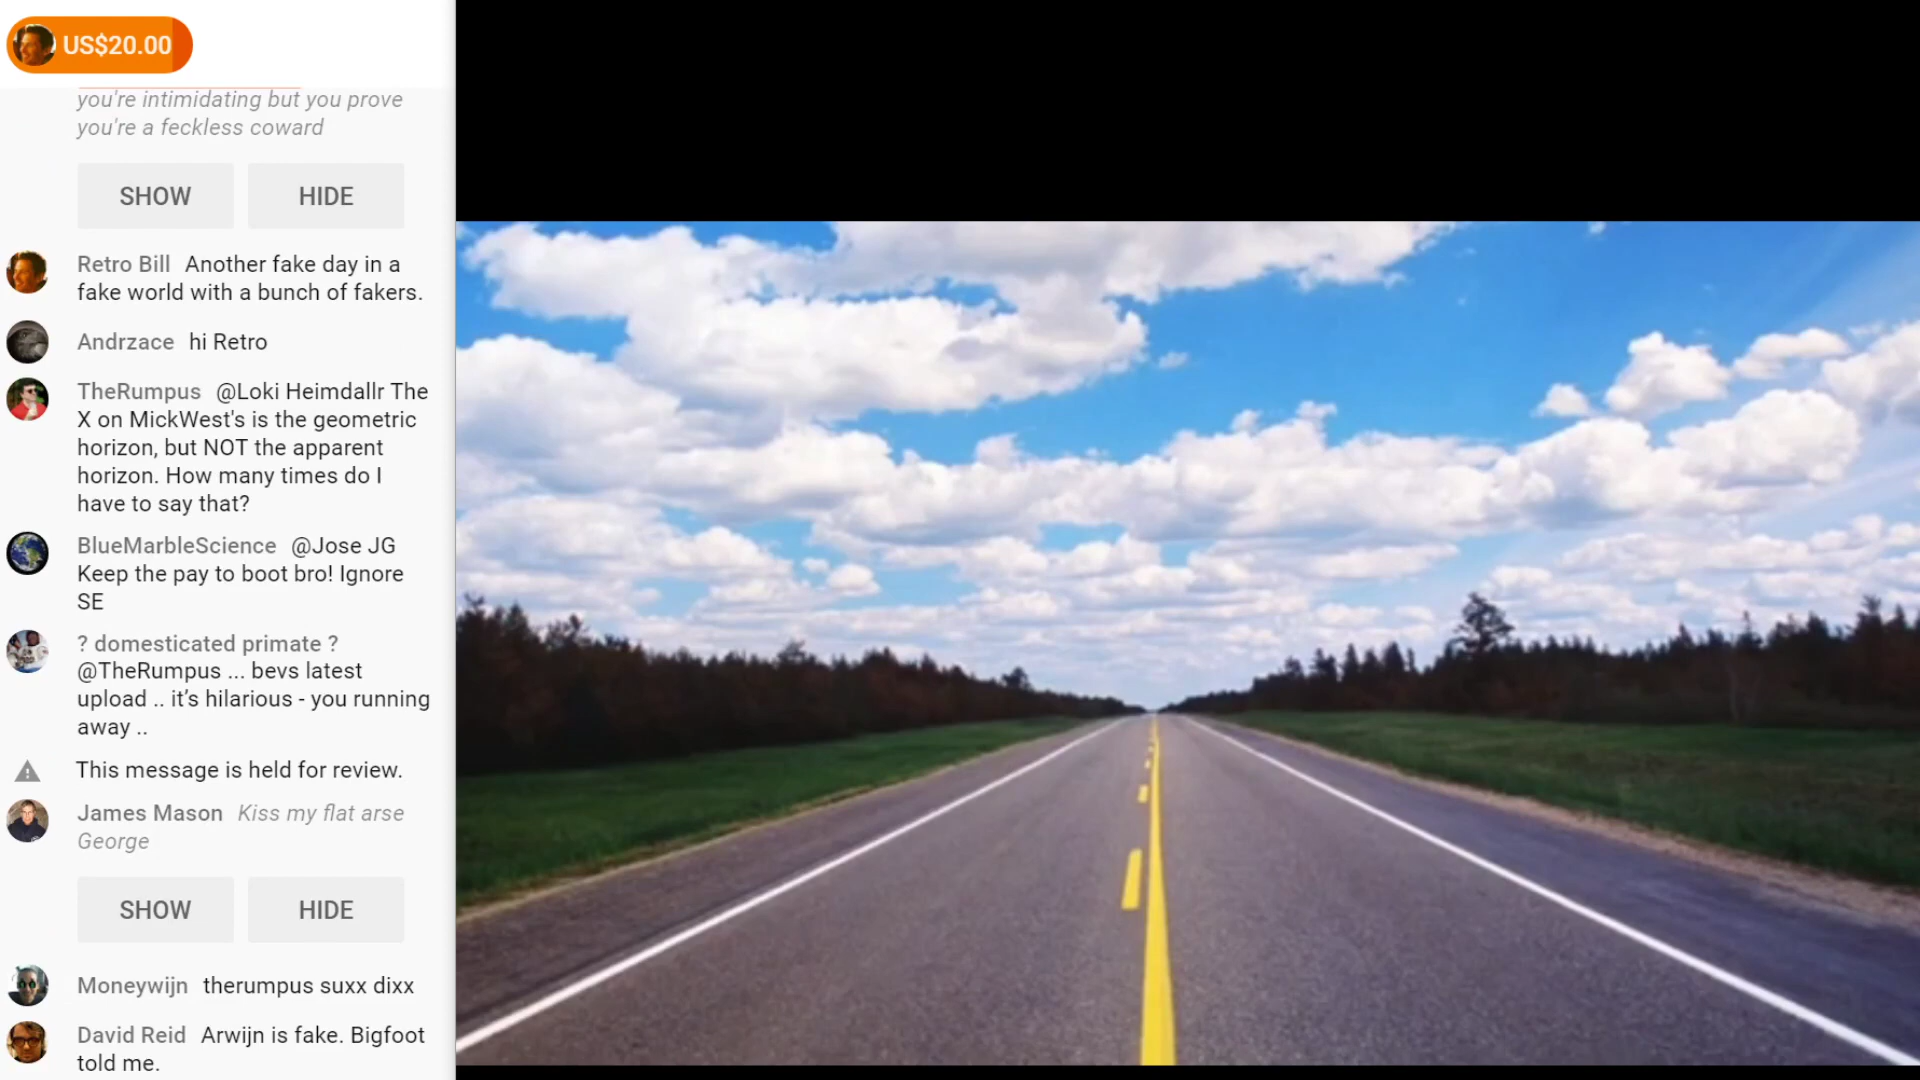 US$20.00
you're intimidating but you prove
you're a feckless coward
SHOW HIDE
Retro Bill Another fake day in a
fake world with a bunch of fakers.
Andrzace hi Retro
TheRumpus @Loki Heimdallr The
X on MickWest's is the geometric
horizon, but NOT the apparent
horizon. How many times do I
have to say that?
BlueMarbleScience @Jose JG
Keep the pay to boot bro! Ignore
SE
? domesticated primate ?
@TheRumpus ... bevs latest
upload .. it’s hilarious - you running
away ..
This message is held for review.
James Mason Kiss my flat arse
George
SHOW HIDE
Moneywijn therumpus suxx dixx
David Reid Arwijn is fake. Bigfoot
told me.